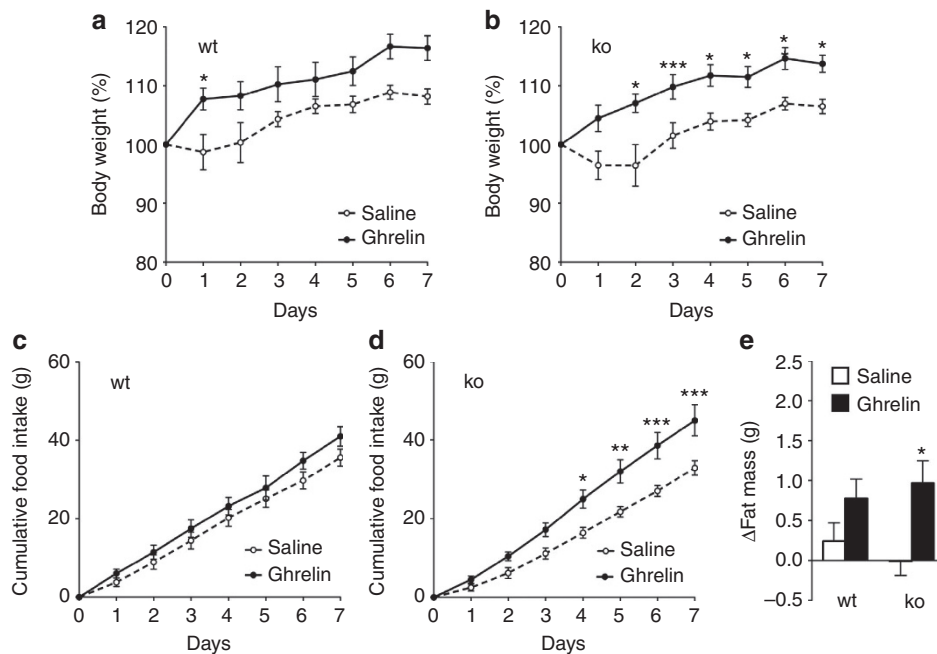 a
wt
120
110
100
90
80
Body weight (%)
*
Saline
Ghrelin
0 1 2 3 4 5 6 7
Days
b
ko
120
110
100
90
80
Body weight (%)
* *** * * * *
Saline
Ghrelin
0 1 2 3 4 5 6 7
Days
c
wt
60
40
20
0
Cumulative food intake (g)
Saline
Ghrelin
0 1 2 3 4 5 6 7
Days
d
ko
60
40
20
0
Cumulative food intake (g)
* ** *** ***
Saline
Ghrelin
0 1 2 3 4 5 6 7
Days
e
2.5
2.0
1.5
1.0
0.5
0.0
–0.5
ΔFat mass (g)
Saline
Ghrelin
*
wt ko